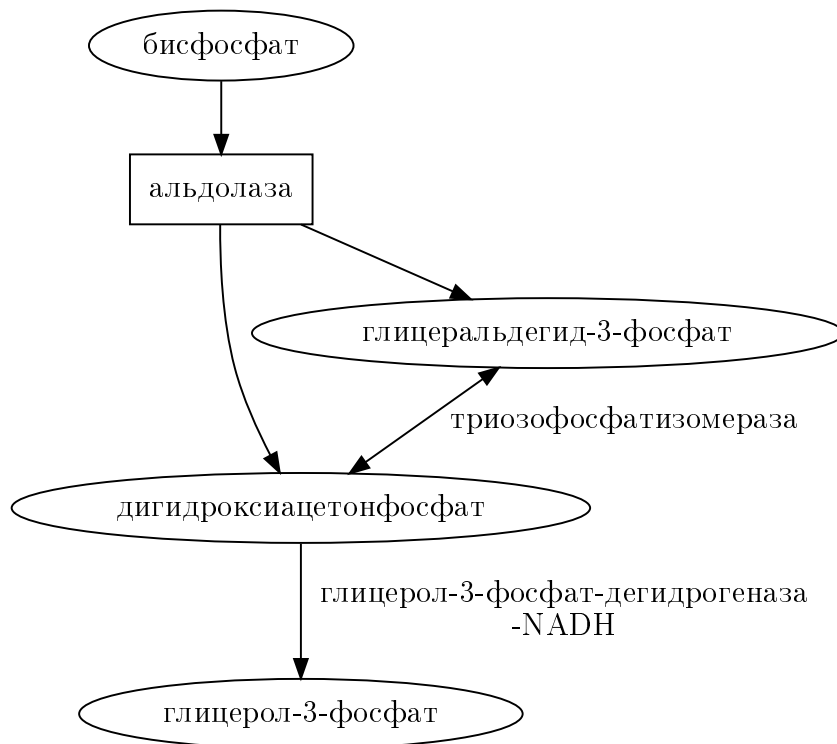 бисфосфат
альдолаза
глицеральдегид-3-фосфат
триозофосфатизомераза
дигидроксиацетонфосфат
глицерол-3-фосфат-дегидрогеназа
-NADH
глицерол-3-фосфат